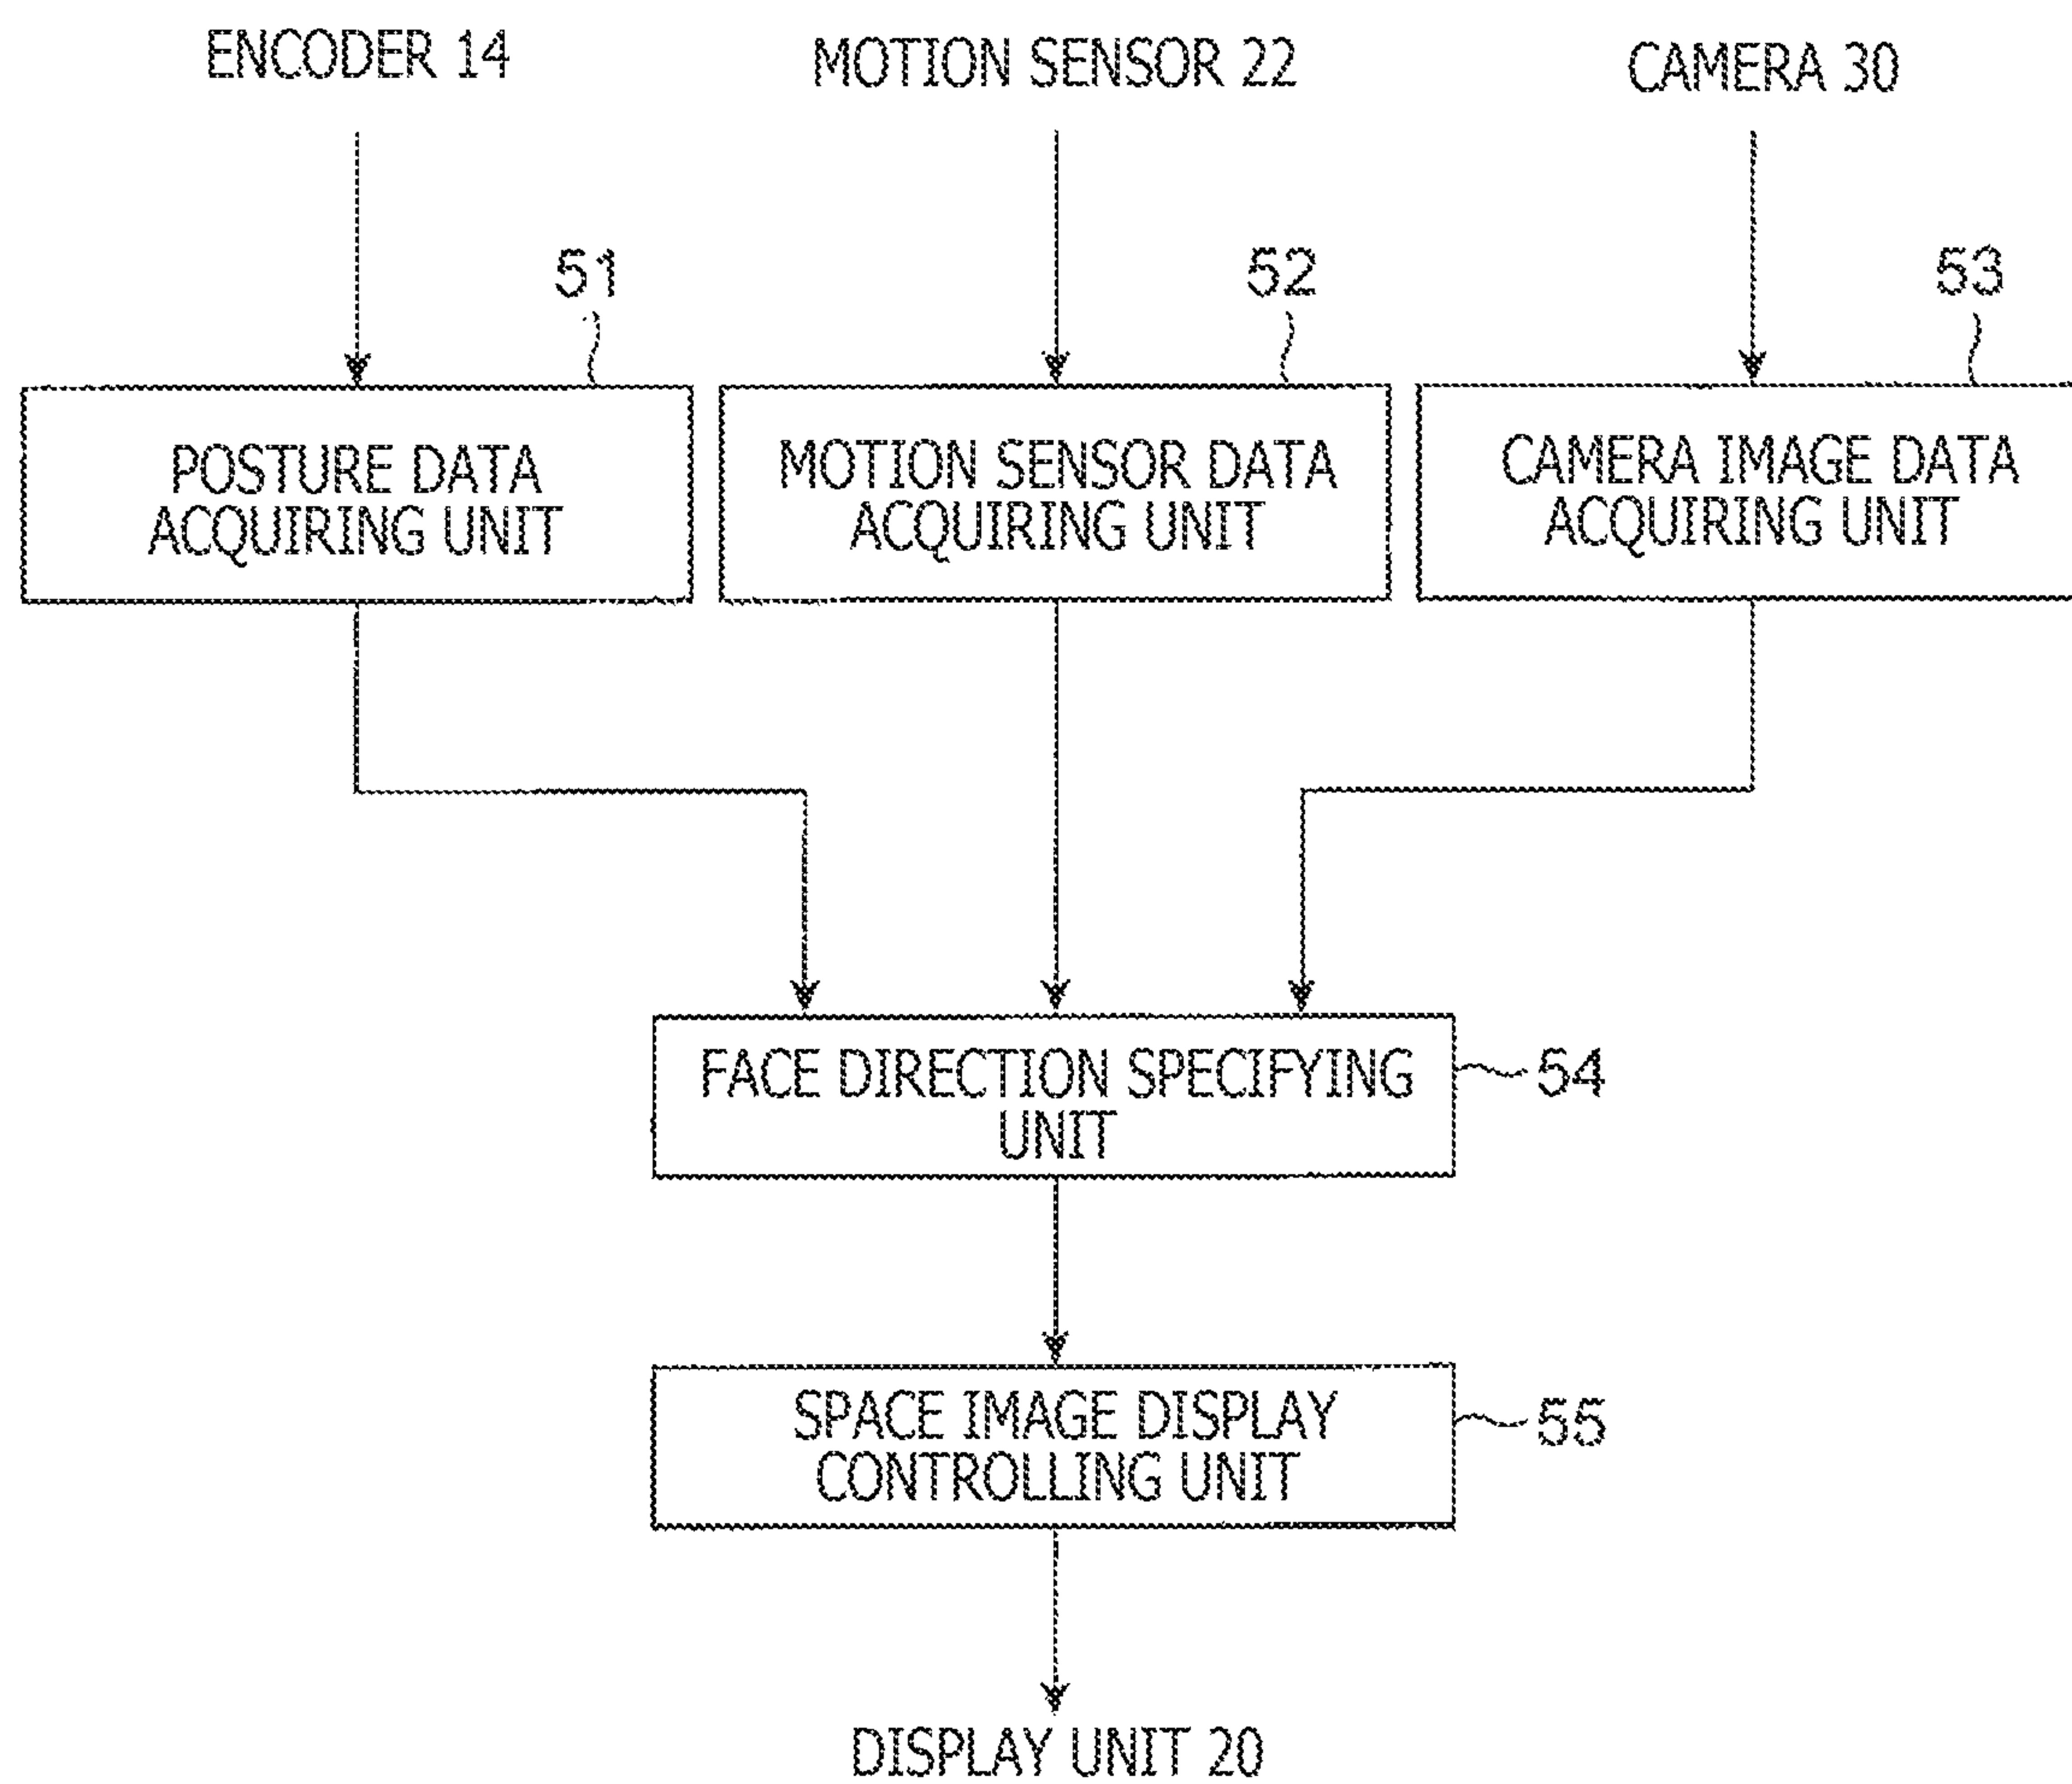 ENCODER 14
MOTION SENSOR 22
CAMERA 30
51
52
53
POSTURE DATA
ACQUIRING UNIT
MOTION SENSOR DATA
ACQUIRING UNIT
CAMERA IMAGE DATA
ACQUIRING UNIT
FACE DIRECTION SPECIFYING
UNIT
54
SPACE IMAGE DISPLAY
CONTROLLING UNIT
55
DISPLAY UNIT 20